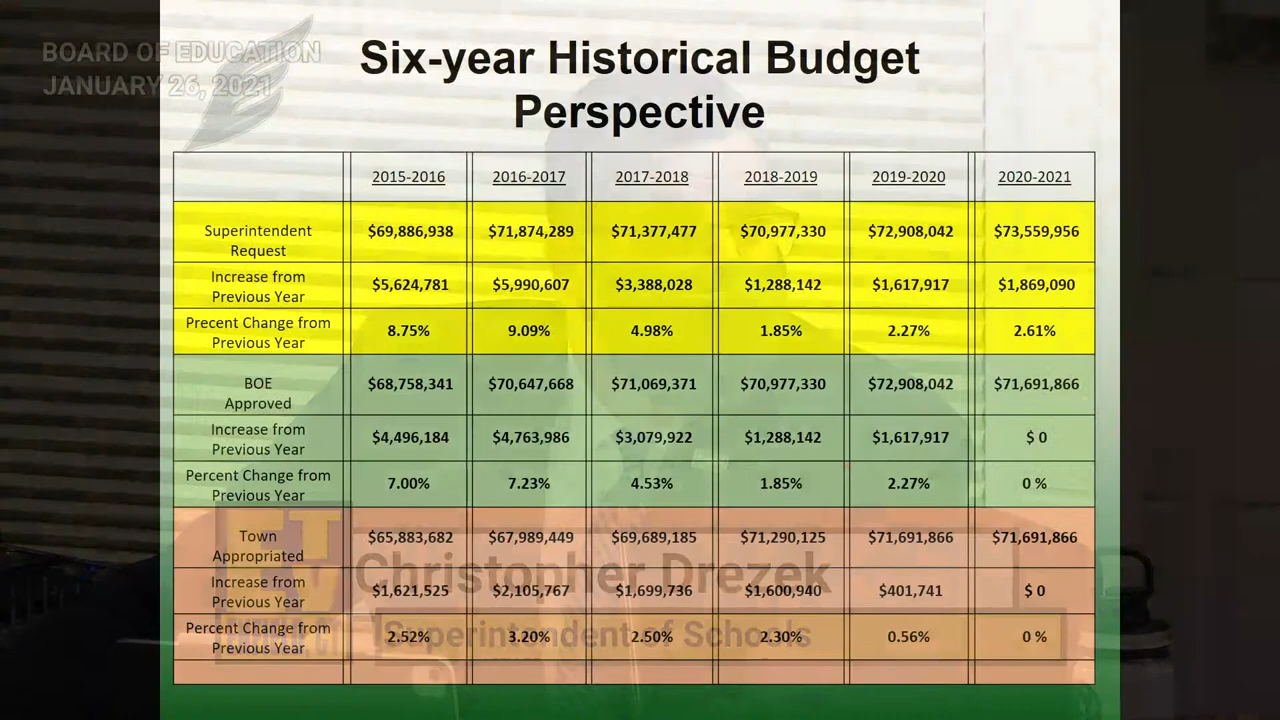 BOARD OF EDUCATION
JANUARY 26, 2021
Six-year Historical Budget
Perspective
2015-2016 2016-2017 2017-2018 2018-2019 2019-2020 2020-2021
Superintendent
Request
$69,886,938 $71,874,289 $71,377,477 $70,977,330 $72,908,042 $73,559,956
Increase from
Previous Year
$5,624,781 $5,990,607 $3,388,028 $1,288,142 $1,617,917 $1,869,090
Precent Change from
Previous Year
8.75% 9.09% 4.98% 1.85% 2.27% 2.61%
BOE
Approved
$68,758,341 $70,647,668 $71,069,371 $70,977,330 $72,908,042 $71,691,866
Increase from
Previous Year
$4,496,184 $4,763,986 $3,079,922 $1,288,142 $1,617,917 $ 0
Percent Change from
Previous Year
7.00% 7.23% 4.53% 1.85% 2.27% 0 %
Town
Appropriated
$65,883,682 $67,989,449 $69,689,185 $71,290,125 $71,691,866 $71,691,866
Increase from
Previous Year
$1,621,525 $2,105,767 $1,699,736 $1,600,940 $401,741 $ 0
Percent Change from
Previous Year
2.52% 3.20% 2.50% 2.30% 0.56% 0 %
Christopher Drezek
Superintendent of Schools